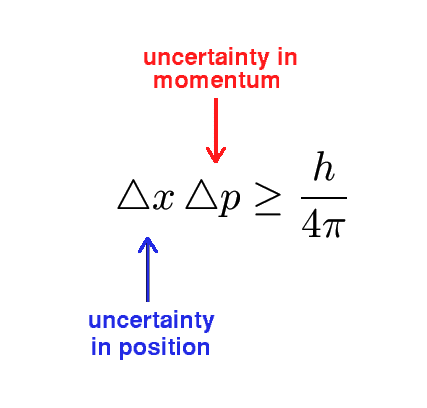 uncertainty in
momentum
△x △p ≥ h/4π
uncertainty
in position